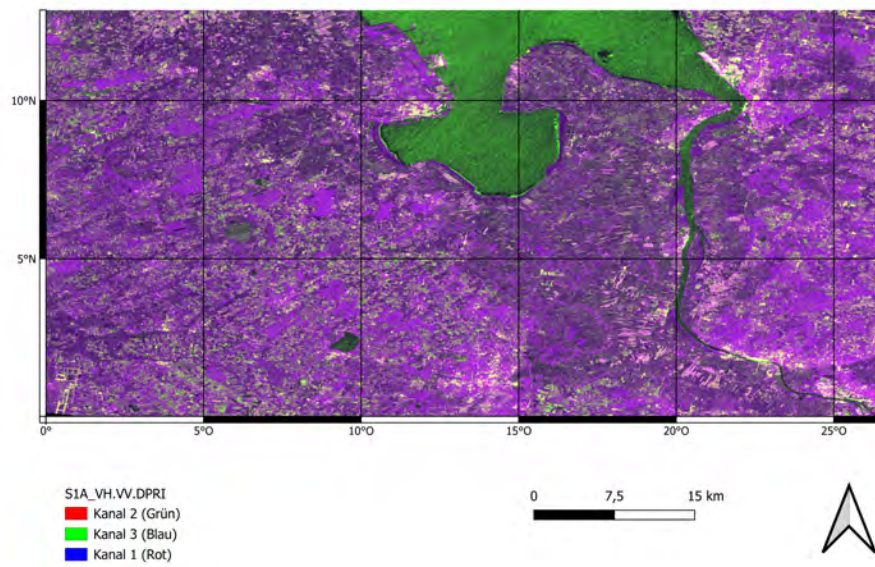 10°N
5°N
0°
5°O
10°O
15°O
20°O
25°O
S1A_VH.VV.DPRI
Kanal 2 (Grün)
Kanal 3 (Blau)
Kanal 1 (Rot)
0 7,5 15 km